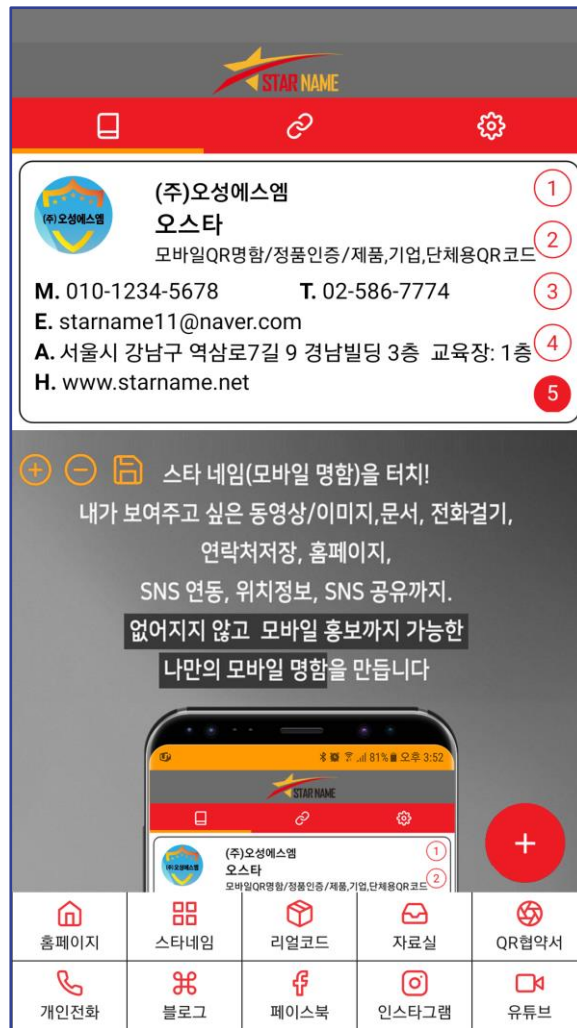 STAR NAME
(주)오성에스엠
(주)오성에스엠
오스타
모바일QR명함/정품인증/제품,기업,단체용QR코드
M. 010-1234-5678 T. 02-586-7774
E. starname11@naver.com
A. 서울시 강남구 역삼로7길 9 경남빌딩 3층 교육장: 1층
H. www.starname.net
1
2
3
4
5
스타 네임(모바일 명함)을 터치!
내가 보여주고 싶은 동영상/이미지,문서, 전화걸기,
연락처저장, 홈페이지,
SNS 연동, 위치정보, SNS 공유까지.
없어지지 않고 모바일 홍보까지 가능한
나만의 모바일 명함을 만듭니다
81% 오후 3:52
STAR NAME
(주)오성에스엠
(주)오성에스엠
오스타
모바일QR명함/정품인증/제품,기업,단체용QR코드
1
2
홈페이지 스타네임 리얼코드 자료실 QR협약서
개인전화 블로그 페이스북 인스타그램 유튜브